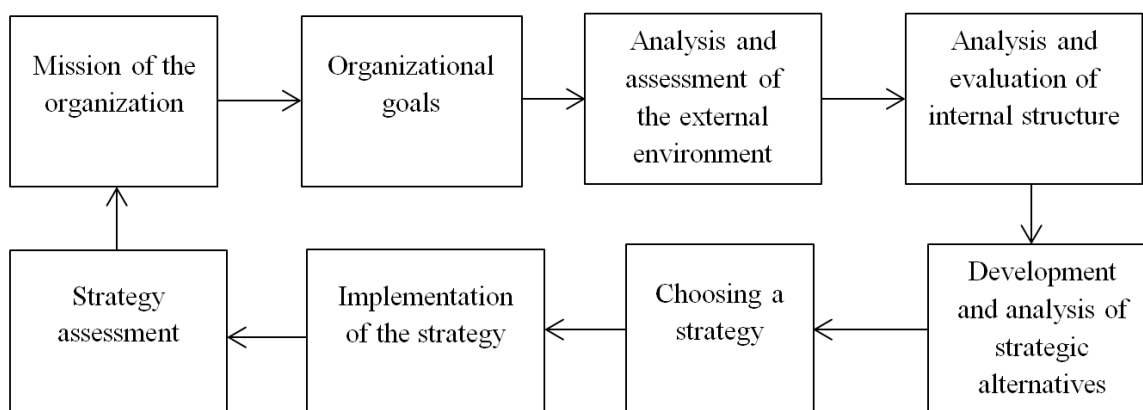 Mission of the
organization
Organizational
goals
Analysis and
assessment of
the external
environment
Analysis and
evaluation of
internal structure
Development
and analysis of
strategic
alternatives
Choosing a
strategy
Implementation
of the strategy
Strategy
assessment